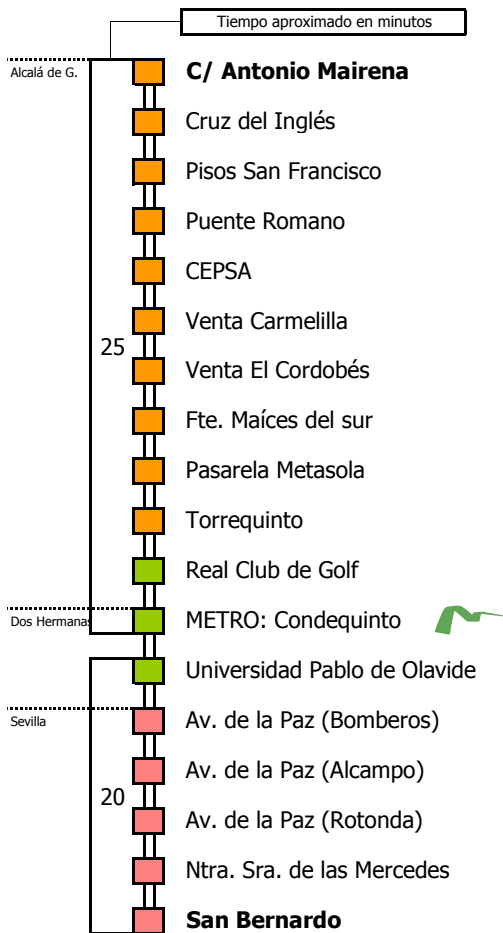 Tiempo aproximado en minutos
Alcalá de G.
C/ Antonio Mairena
Cruz del Inglés
Pisos San Francisco
Puente Romano
CEPSA
Venta Carmelilla
25
Venta El Cordobés
Fte. Maíces del sur
Pasarela Metasola
Torrequinto
Real Club de Golf
Dos Hermanas
METRO: Condequinto
Universidad Pablo de Olavide
Sevilla
Av. de la Paz (Bomberos)
Av. de la Paz (Alcampo)
20
Av. de la Paz (Rotonda)
Ntra. Sra. de las Mercedes
San Bernardo